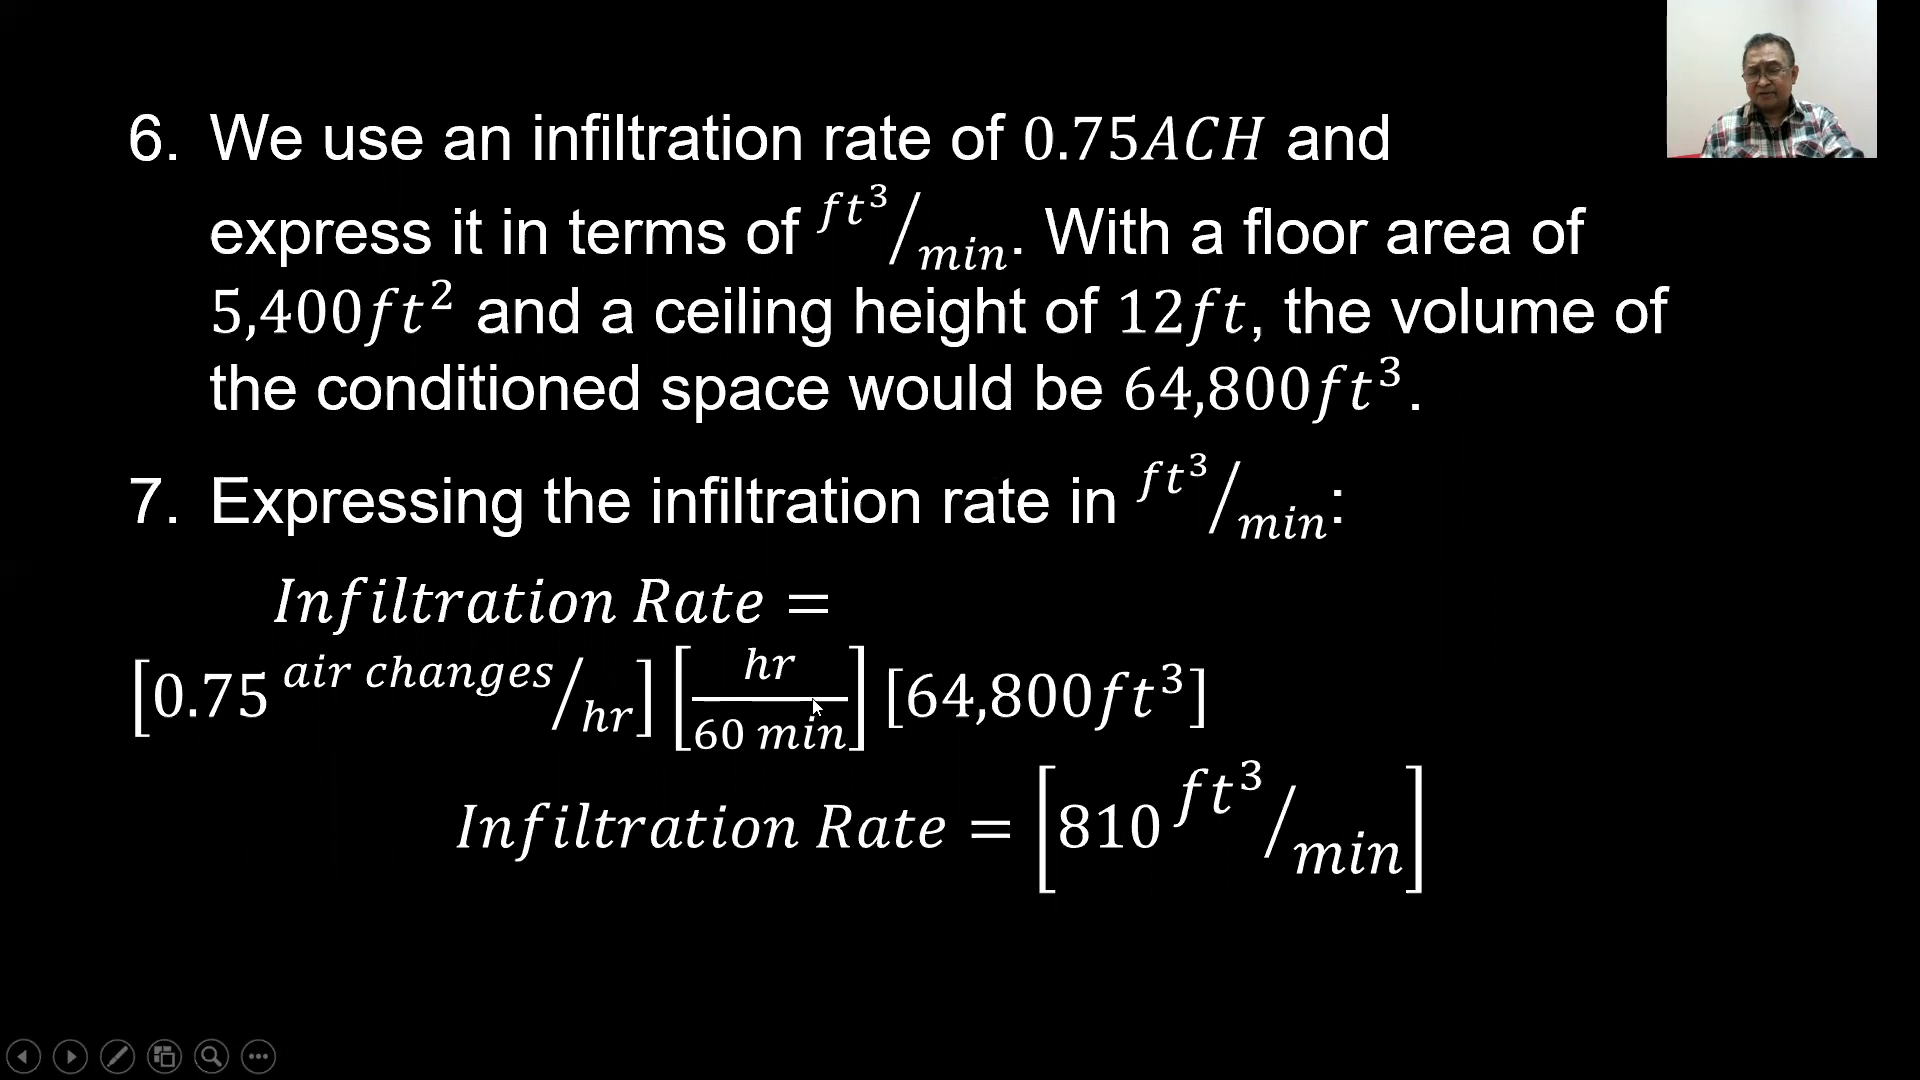 6. We use an infiltration rate of 0.75ACH and
express it in terms of ft³/min. With a floor area of
5,400ft² and a ceiling height of 12ft, the volume of
the conditioned space would be 64,800ft³.
7. Expressing the infiltration rate in ft³/min:
Infiltration Rate =
[0.75 air changes/hr] [hr/60 min] [64,800ft³]
Infiltration Rate = [810 ft³/min]